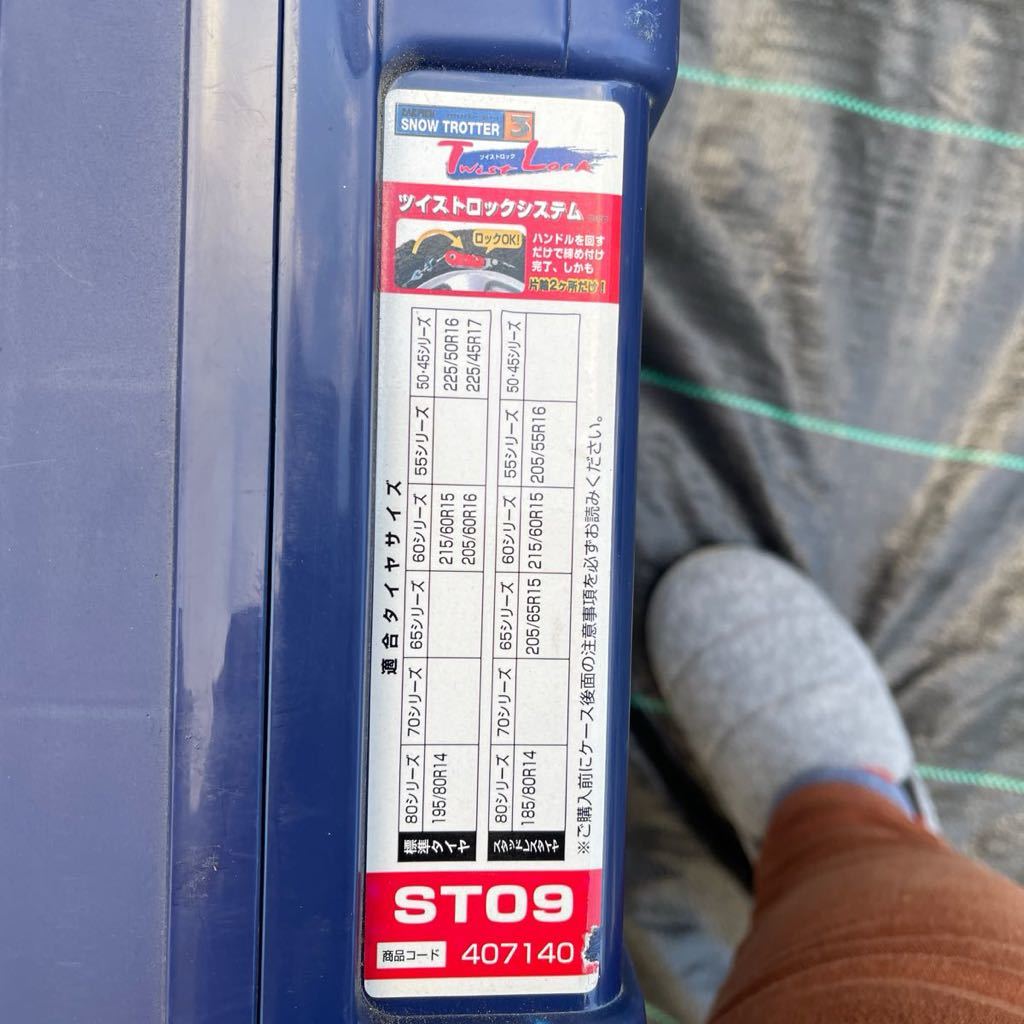 SNOW TROTTER 3
ツイストロック
Twist Lock
ツイストロックシステム
ロックOK!
ハンドルを回す
だけで締め付け
完了、しかも
片輪2ヶ所だけ!
適合タイヤサイズ
標準タイヤ
80シリーズ 70シリーズ 65シリーズ 60シリーズ 55シリーズ 50・45シリーズ
195/80R14 215/60R15 225/50R16
205/60R16 225/45R17
スタッドレスタイヤ
80シリーズ 70シリーズ 65シリーズ 60シリーズ 55シリーズ 50・45シリーズ
185/80R14 205/65R15 215/60R15 205/55R16
※ご購入前にケース後面の注意事項を必ずお読みください。
ST09
商品コード 407140